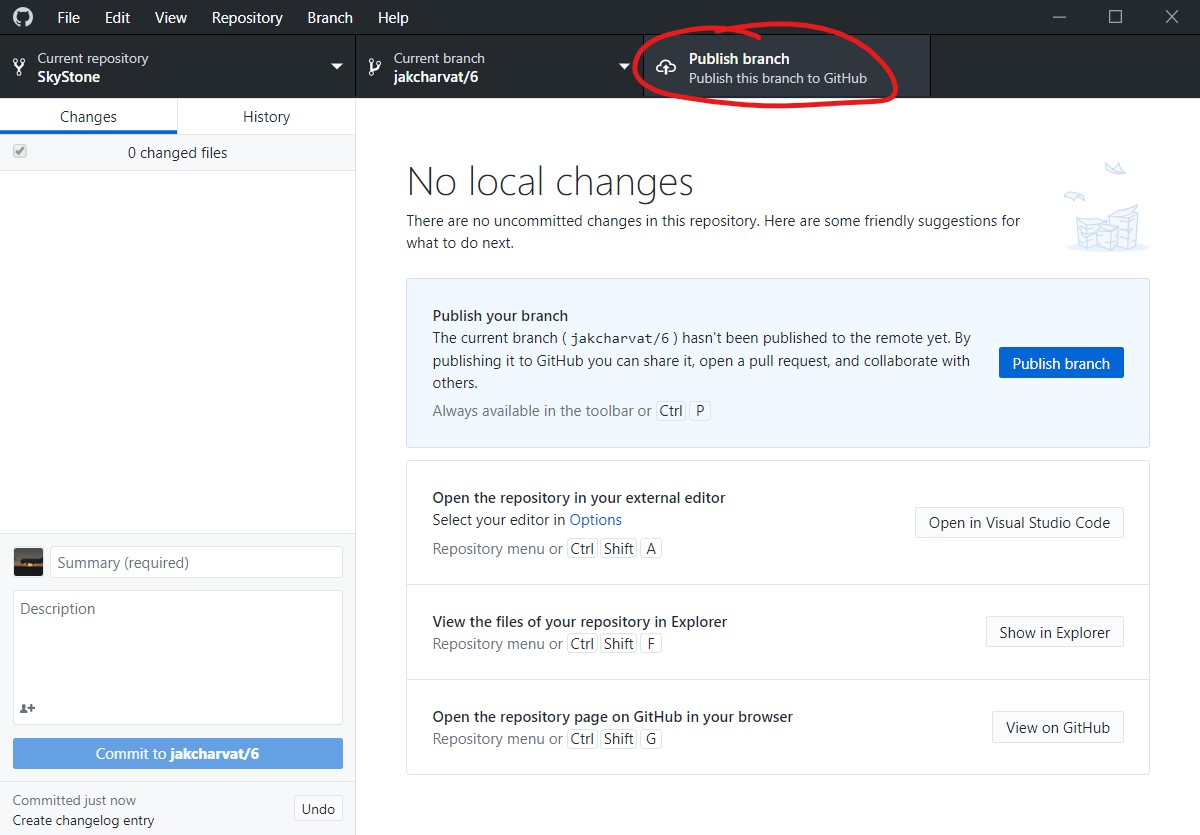 File Edit View Repository Branch Help
Current repository
SkyStone
Current branch
jakcharvat/6
Publish branch
Publish this branch to GitHub
Changes History
0 changed files
No local changes
There are no uncommitted changes in this repository. Here are some friendly suggestions for
what to do next.
Publish your branch
The current branch ( jakcharvat/6 ) hasn't been published to the remote yet. By
publishing it to GitHub you can share it, open a pull request, and collaborate with
others.
Always available in the toolbar or Ctrl P
Publish branch
Open the repository in your external editor
Select your editor in Options
Repository menu or Ctrl Shift A
Open in Visual Studio Code
View the files of your repository in Explorer
Repository menu or Ctrl Shift F
Show in Explorer
Open the repository page on GitHub in your browser
Repository menu or Ctrl Shift G
View on GitHub
Summary (required)
Description
Commit to jakcharvat/6
Committed just now
Create changelog entry
Undo